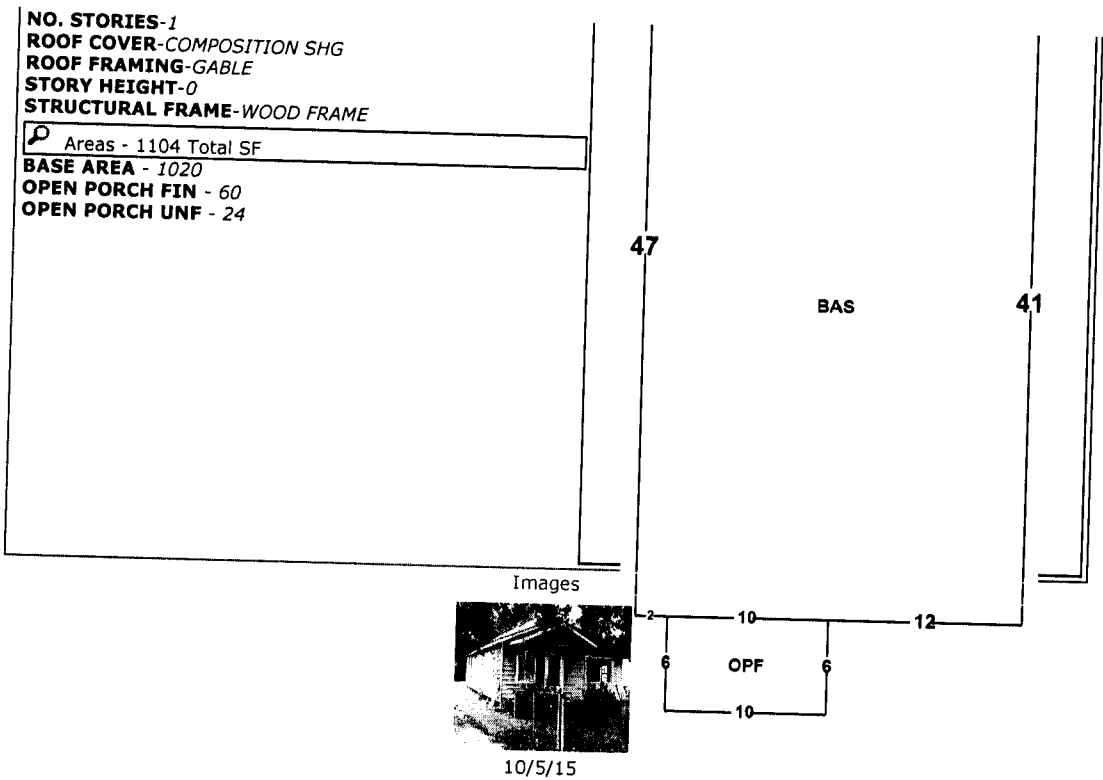 NO. STORIES-1
ROOF COVER-COMPOSITION SHG
ROOF FRAMING-GABLE
STORY HEIGHT-0
STRUCTURAL FRAME-WOOD FRAME
Areas - 1104 Total SF
BASE AREA - 1020
OPEN PORCH FIN - 60
OPEN PORCH UNF - 24
47
BAS
41
Images
2
10
12
6
OPF
6
10
10/5/15